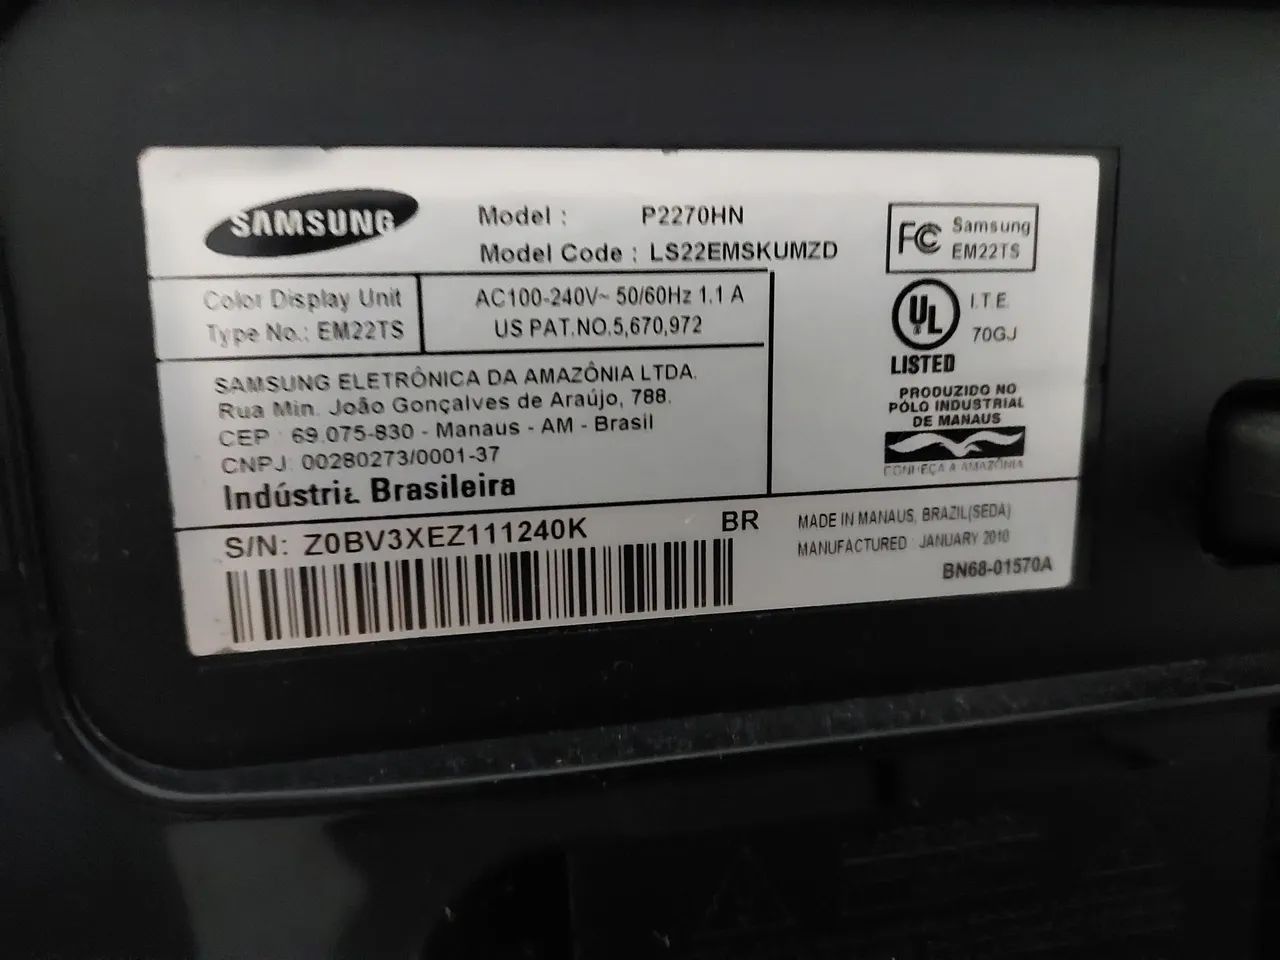 SAMSUNG
Model : P2270HN
Model Code : LS22EMSKUMZD
FC Samsung
EM22TS
Color Display Unit
Type No.: EM22TS
AC100-240V~ 50/60Hz 1.1 A
US PAT.NO.5,670,972
UL I.T.E.
70GJ
LISTED
SAMSUNG ELETRÔNICA DA AMAZÔNIA LTDA.
Rua Min. João Gonçalves de Araújo, 788.
CEP : 69.075-830 - Manaus - AM - Brasil
CNPJ: 00280273/0001-37
Indústria Brasileira
PRODUZIDO NO
PÓLO INDUSTRIAL
DE MANAUS
CONHEÇA A AMAZÔNIA
S/N: Z0BV3XEZ111240K
BR
MADE IN MANAUS, BRAZIL(SEDA)
MANUFACTURED : JANUARY 2010
BN68-01570A